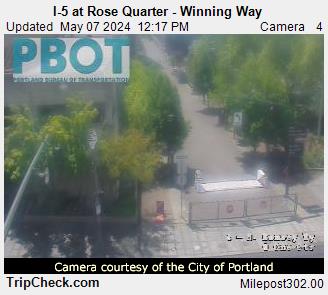 I-5 at Rose Quarter - Winning Way
Updated May 07 2024 12:17 PM Camera 4
PBOT
PORTLAND BUREAU OF TRANSPORTATION
Camera courtesy of the City of Portland
TripCheck.com Milepost302.00